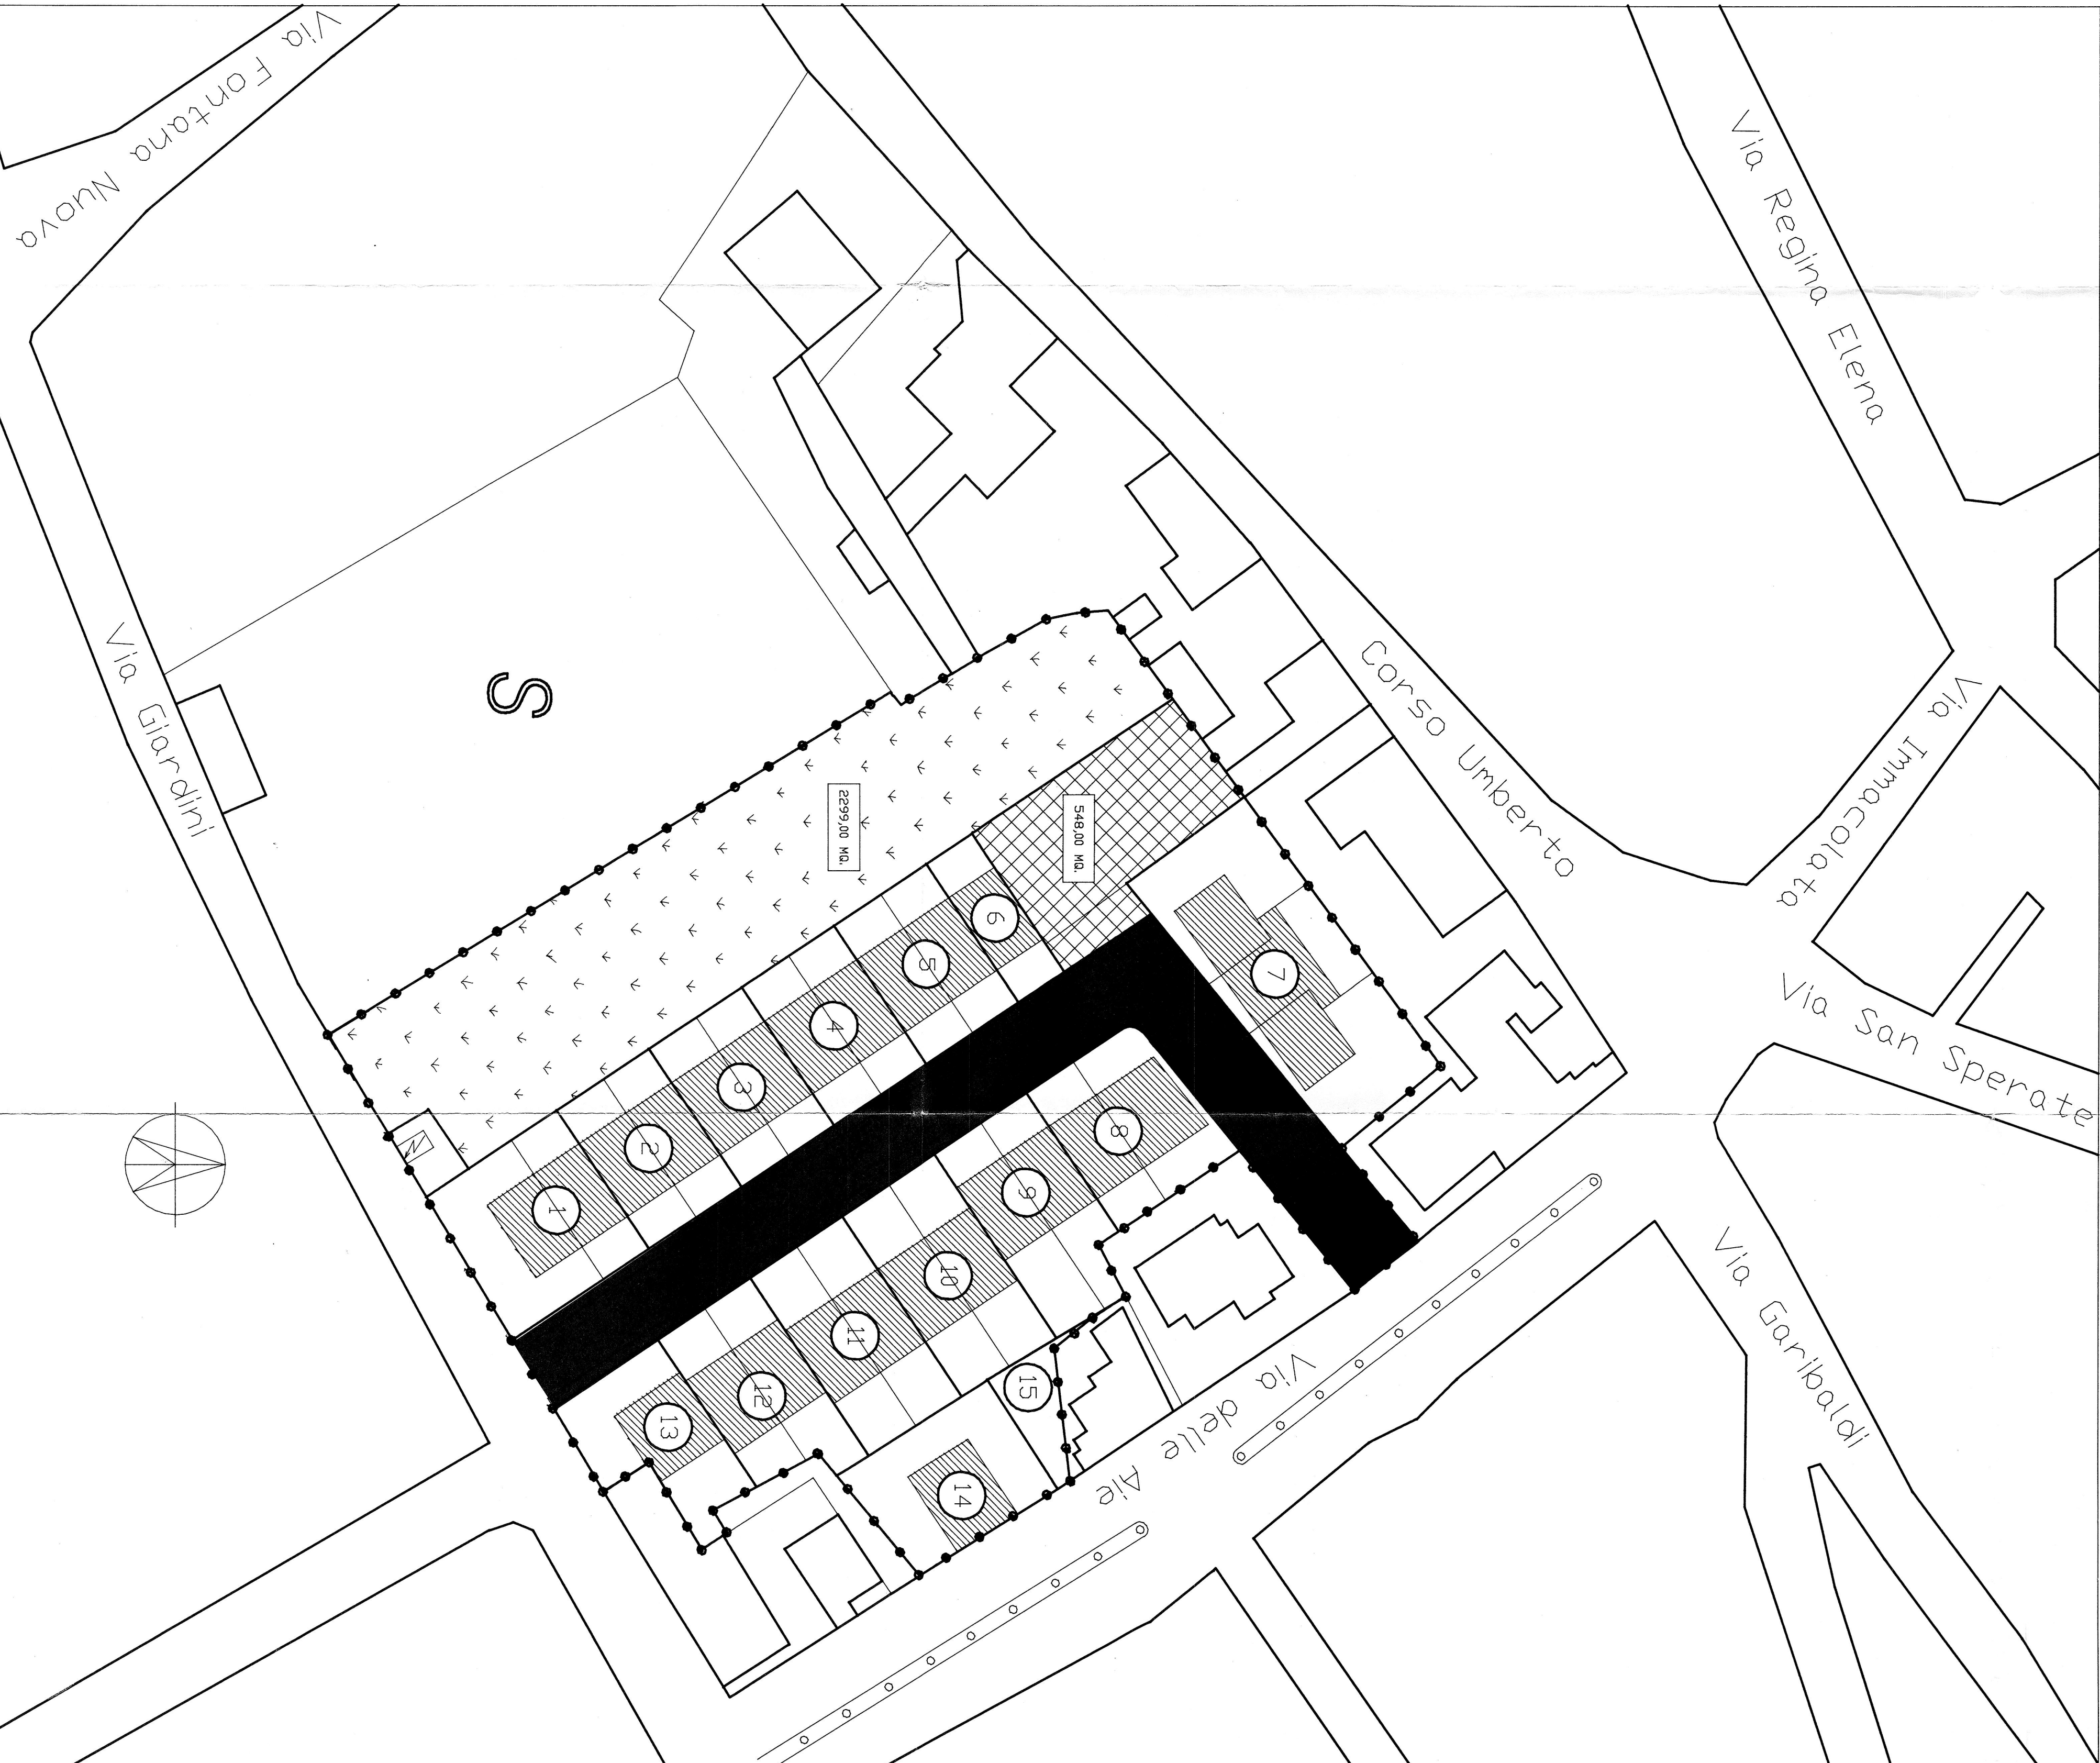 Via Fontana Nuova
Via Regina Elena
Via Giardini
S
Corso Umberto
Via Immacolata
2299,00 MQ.
548,00 MQ.
Via San Sperate
6
5
7
4
3
8
2
9
1
10
11
15
12
13
14
Via delle Aie
Via Garibaldi